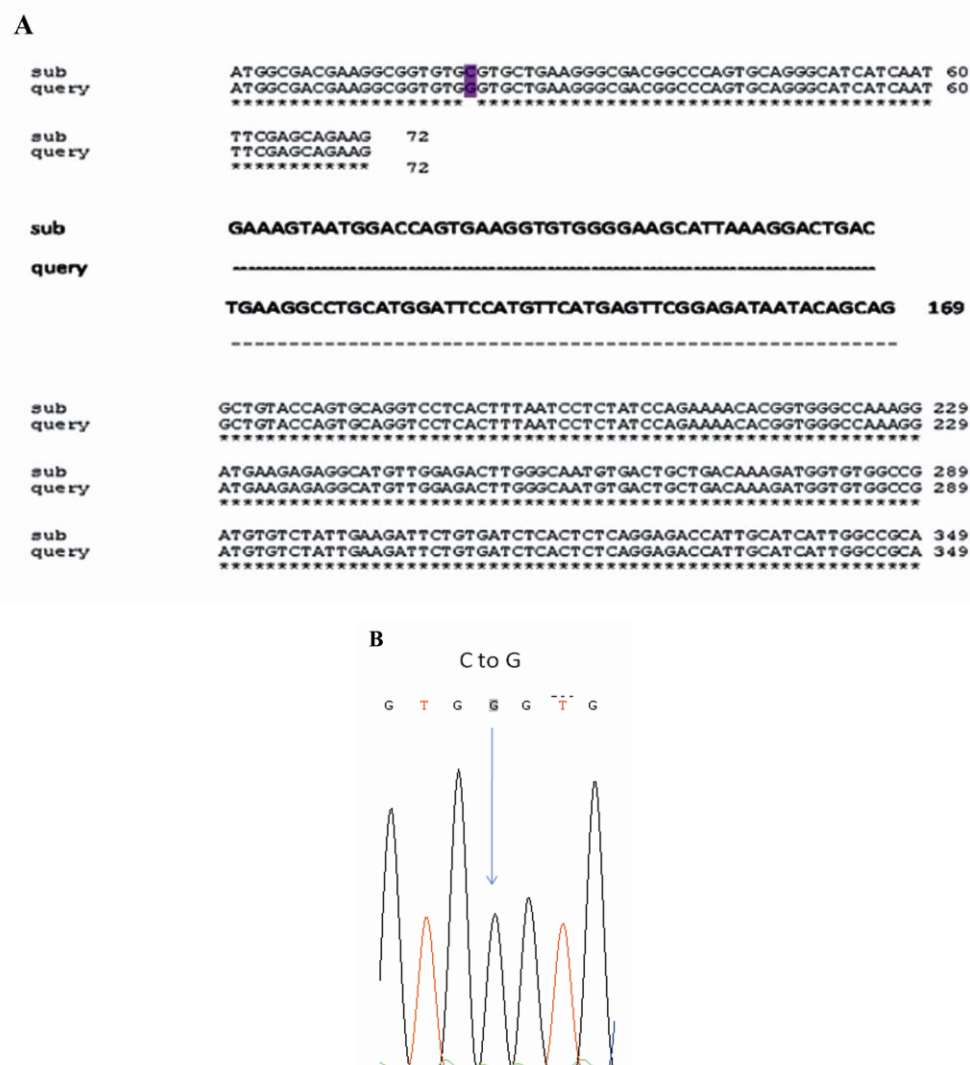 A
sub ATGGCGACGAAGGCGGTGTGCGTGCTGAAGGGCGACGGCCCAGTGCAGGGCATCATCAAT 60
query ATGGCGACGAAGGCGGTGTGGGTGCTGAAGGGCGACGGCCCAGTGCAGGGCATCATCAAT 60
******************** ***************************************
sub TTCGAGCAGAAG 72
query TTCGAGCAGAAG
************ 72
sub GAAAGTAATGGACCAGTGAAGGTGTGGGGAAGCATTAAAGGACTGAC
query -----------------------------------------------
TGAAGGCCTGCATGGATTCCATGTTCATGAGTTCGGAGATAATACAGCAG 169
--------------------------------------------------
sub GCTGTACCAGTGCAGGTCCTCACTTTAATCCTCTATCCAGAAAACACGGTGGGCCAAAGG 229
query GCTGTACCAGTGCAGGTCCTCACTTTAATCCTCTATCCAGAAAACACGGTGGGCCAAAGG 229
************************************************************
sub ATGAAGAGAGGCATGTTGGAGACTTGGGCAATGTGACTGCTGACAAAGATGGTGTGGCCG 289
query ATGAAGAGAGGCATGTTGGAGACTTGGGCAATGTGACTGCTGACAAAGATGGTGTGGCCG 289
************************************************************
sub ATGTGTCTATTGAAGATTCTGTGATCTCACTCTCAGGAGACCATTGCATCATTGGCCGCA 349
query ATGTGTCTATTGAAGATTCTGTGATCTCACTCTCAGGAGACCATTGCATCATTGGCCGCA 349
************************************************************
B
C to G
G T G G G T G